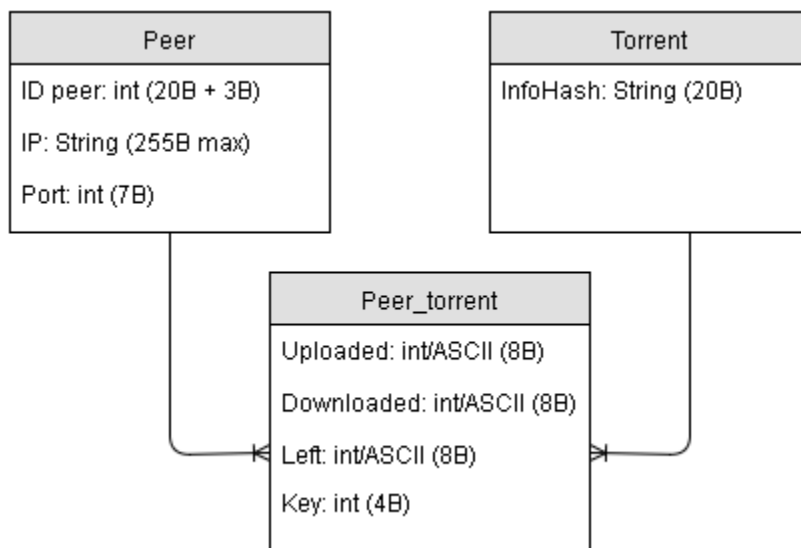 Peer
ID peer: int (20B + 3B)
IP: String (255B max)
Port: int (7B)
Torrent
InfoHash: String (20B)
Peer_torrent
Uploaded: int/ASCII (8B)
Downloaded: int/ASCII (8B)
Left: int/ASCII (8B)
Key: int (4B)